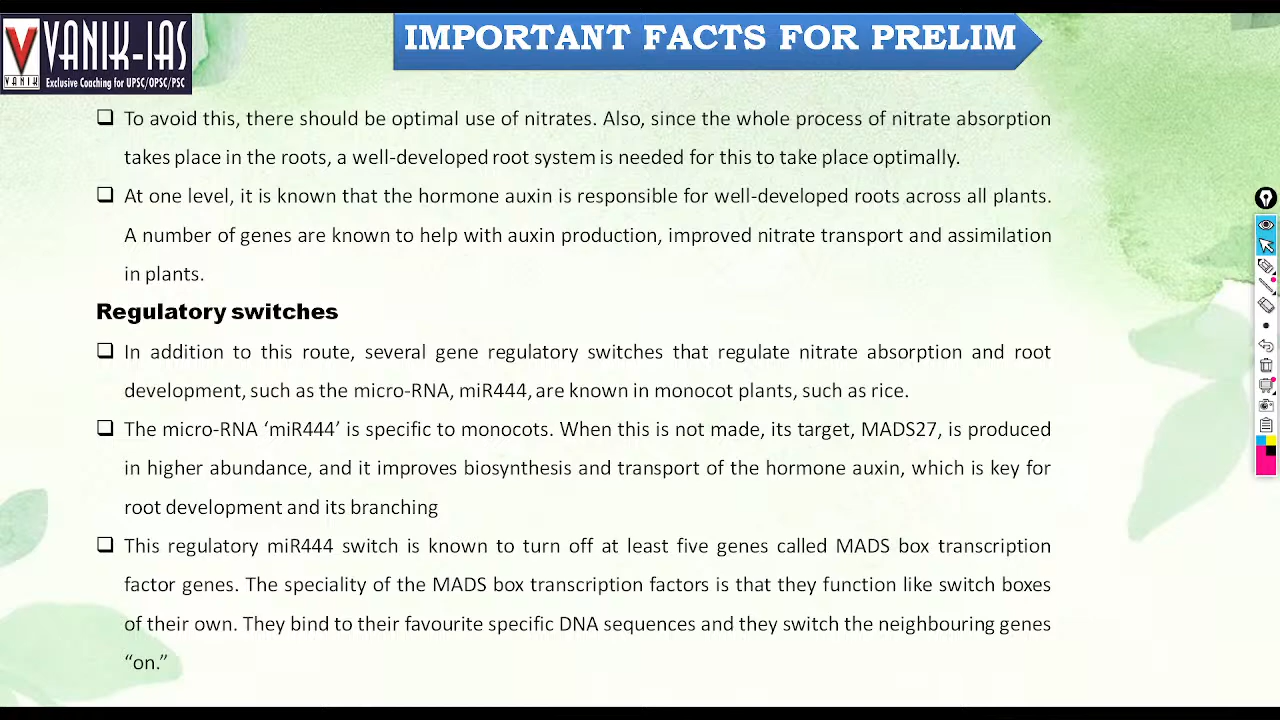 VANIK-IAS
VANIK
Exclusive Coaching for UPSC/OPSC/PSC
IMPORTANT FACTS FOR PRELIM
To avoid this, there should be optimal use of nitrates. Also, since the whole process of nitrate absorption
takes place in the roots, a well-developed root system is needed for this to take place optimally.
At one level, it is known that the hormone auxin is responsible for well-developed roots across all plants.
A number of genes are known to help with auxin production, improved nitrate transport and assimilation
in plants.
Regulatory switches
In addition to this route, several gene regulatory switches that regulate nitrate absorption and root
development, such as the micro-RNA, miR444, are known in monocot plants, such as rice.
The micro-RNA ‘miR444’ is specific to monocots. When this is not made, its target, MADS27, is produced
in higher abundance, and it improves biosynthesis and transport of the hormone auxin, which is key for
root development and its branching
This regulatory miR444 switch is known to turn off at least five genes called MADS box transcription
factor genes. The speciality of the MADS box transcription factors is that they function like switch boxes
of their own. They bind to their favourite specific DNA sequences and they switch the neighbouring genes
“on.”